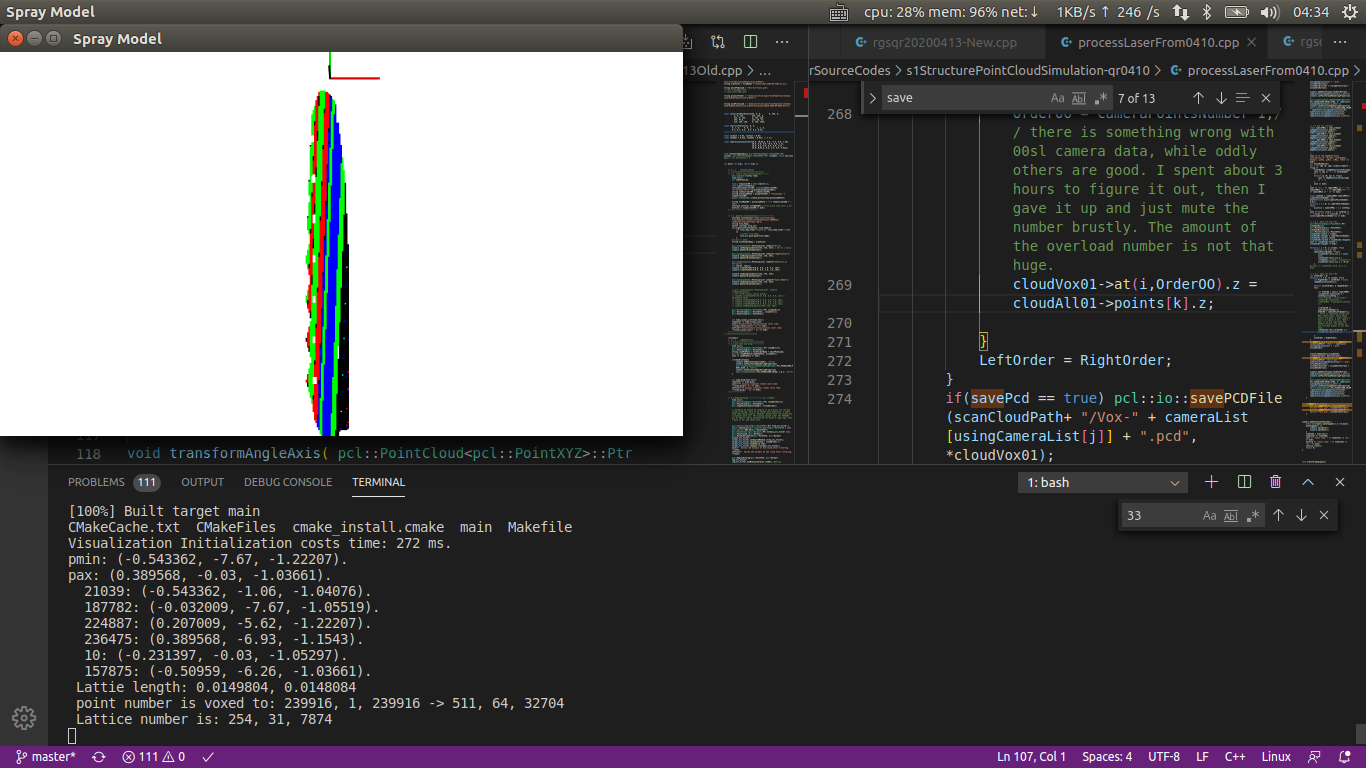 Spray Model
cpu: 28% mem: 96% net:↓ 1KB/s ↑ 246 /s
04:34
Spray Model
rgsqr20200413-New.cpp
processLaserFrom0410.cpp
13Old.cpp > ...
rSourceCodes > s1StructurePointCloudSimulation-qr0410 > processLaserFrom0410.cpp >
save
Aa Abl .*
7 of 13
268
/ there is something wrong with
00sl camera data, while oddly
others are good. I spent about 3
hours to figure it out, then I
gave it up and just mute the
number brustly. The amount of
the overload number is not that
huge.
269 cloudVox01->at(i,OrderOO).z =
cloudAll01->points[k].z;
270
271 }
272 LeftOrder = RightOrder;
273 }
274 if(savePcd == true) pcl::io::savePCDFile
(scanCloudPath+ "/Vox-" + cameraList
[usingCameraList[j]] + ".pcd",
*cloudVox01);
118 void transformAngleAxis( pcl::PointCloud<pcl::PointXYZ>::Ptr
PROBLEMS 111 OUTPUT DEBUG CONSOLE TERMINAL
1: bash
33
Aa Abl .*
[100%] Built target main
CMakeCache.txt CMakeFiles cmake_install.cmake main Makefile
Visualization Initialization costs time: 272 ms.
pmin: (-0.543362, -7.67, -1.22207).
pax: (0.389568, -0.03, -1.03661).
21039: (-0.543362, -1.06, -1.04076).
187782: (-0.032009, -7.67, -1.05519).
224887: (0.207009, -5.62, -1.22207).
236475: (0.389568, -6.93, -1.1543).
10: (-0.231397, -0.03, -1.05297).
157875: (-0.50959, -6.26, -1.03661).
Lattie length: 0.0149804, 0.0148084
point number is voxed to: 239916, 1, 239916 -> 511, 64, 32704
Lattice number is: 254, 31, 7874
master* 111 0
Ln 107, Col 1 Spaces: 4 UTF-8 LF C++ Linux